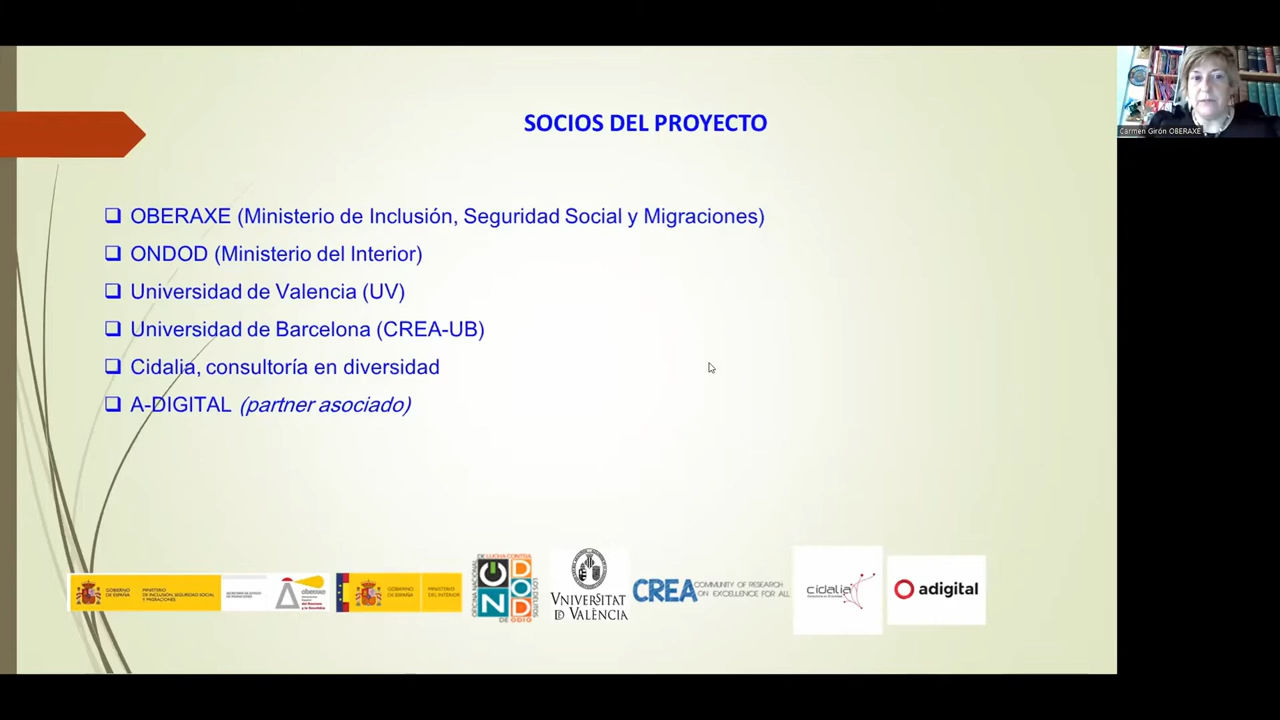 SOCIOS DEL PROYECTO
Carmen Girón OBERAXE
❑ OBERAXE (Ministerio de Inclusión, Seguridad Social y Migraciones)
❑ ONDOD (Ministerio del Interior)
❑ Universidad de Valencia (UV)
❑ Universidad de Barcelona (CREA-UB)
❑ Cidalia, consultoría en diversidad
❑ A-DIGITAL (partner asociado)
GOBIERNO
DE ESPAÑA
MINISTERIO
DE INCLUSIÓN, SEGURIDAD SOCIAL
Y MIGRACIONES
oberaxe
GOBIERNO
DE ESPAÑA
MINISTERIO
DEL INTERIOR
OFICINA NACIONAL
DE LUCHA CONTRA
LOS DELITOS
DE ODIO
ONDOD
VNIVERSITAT
DE VALÈNCIA
CREA
COMMUNITY OF RESEARCH
ON EXCELLENCE FOR ALL
cidalia
adigital